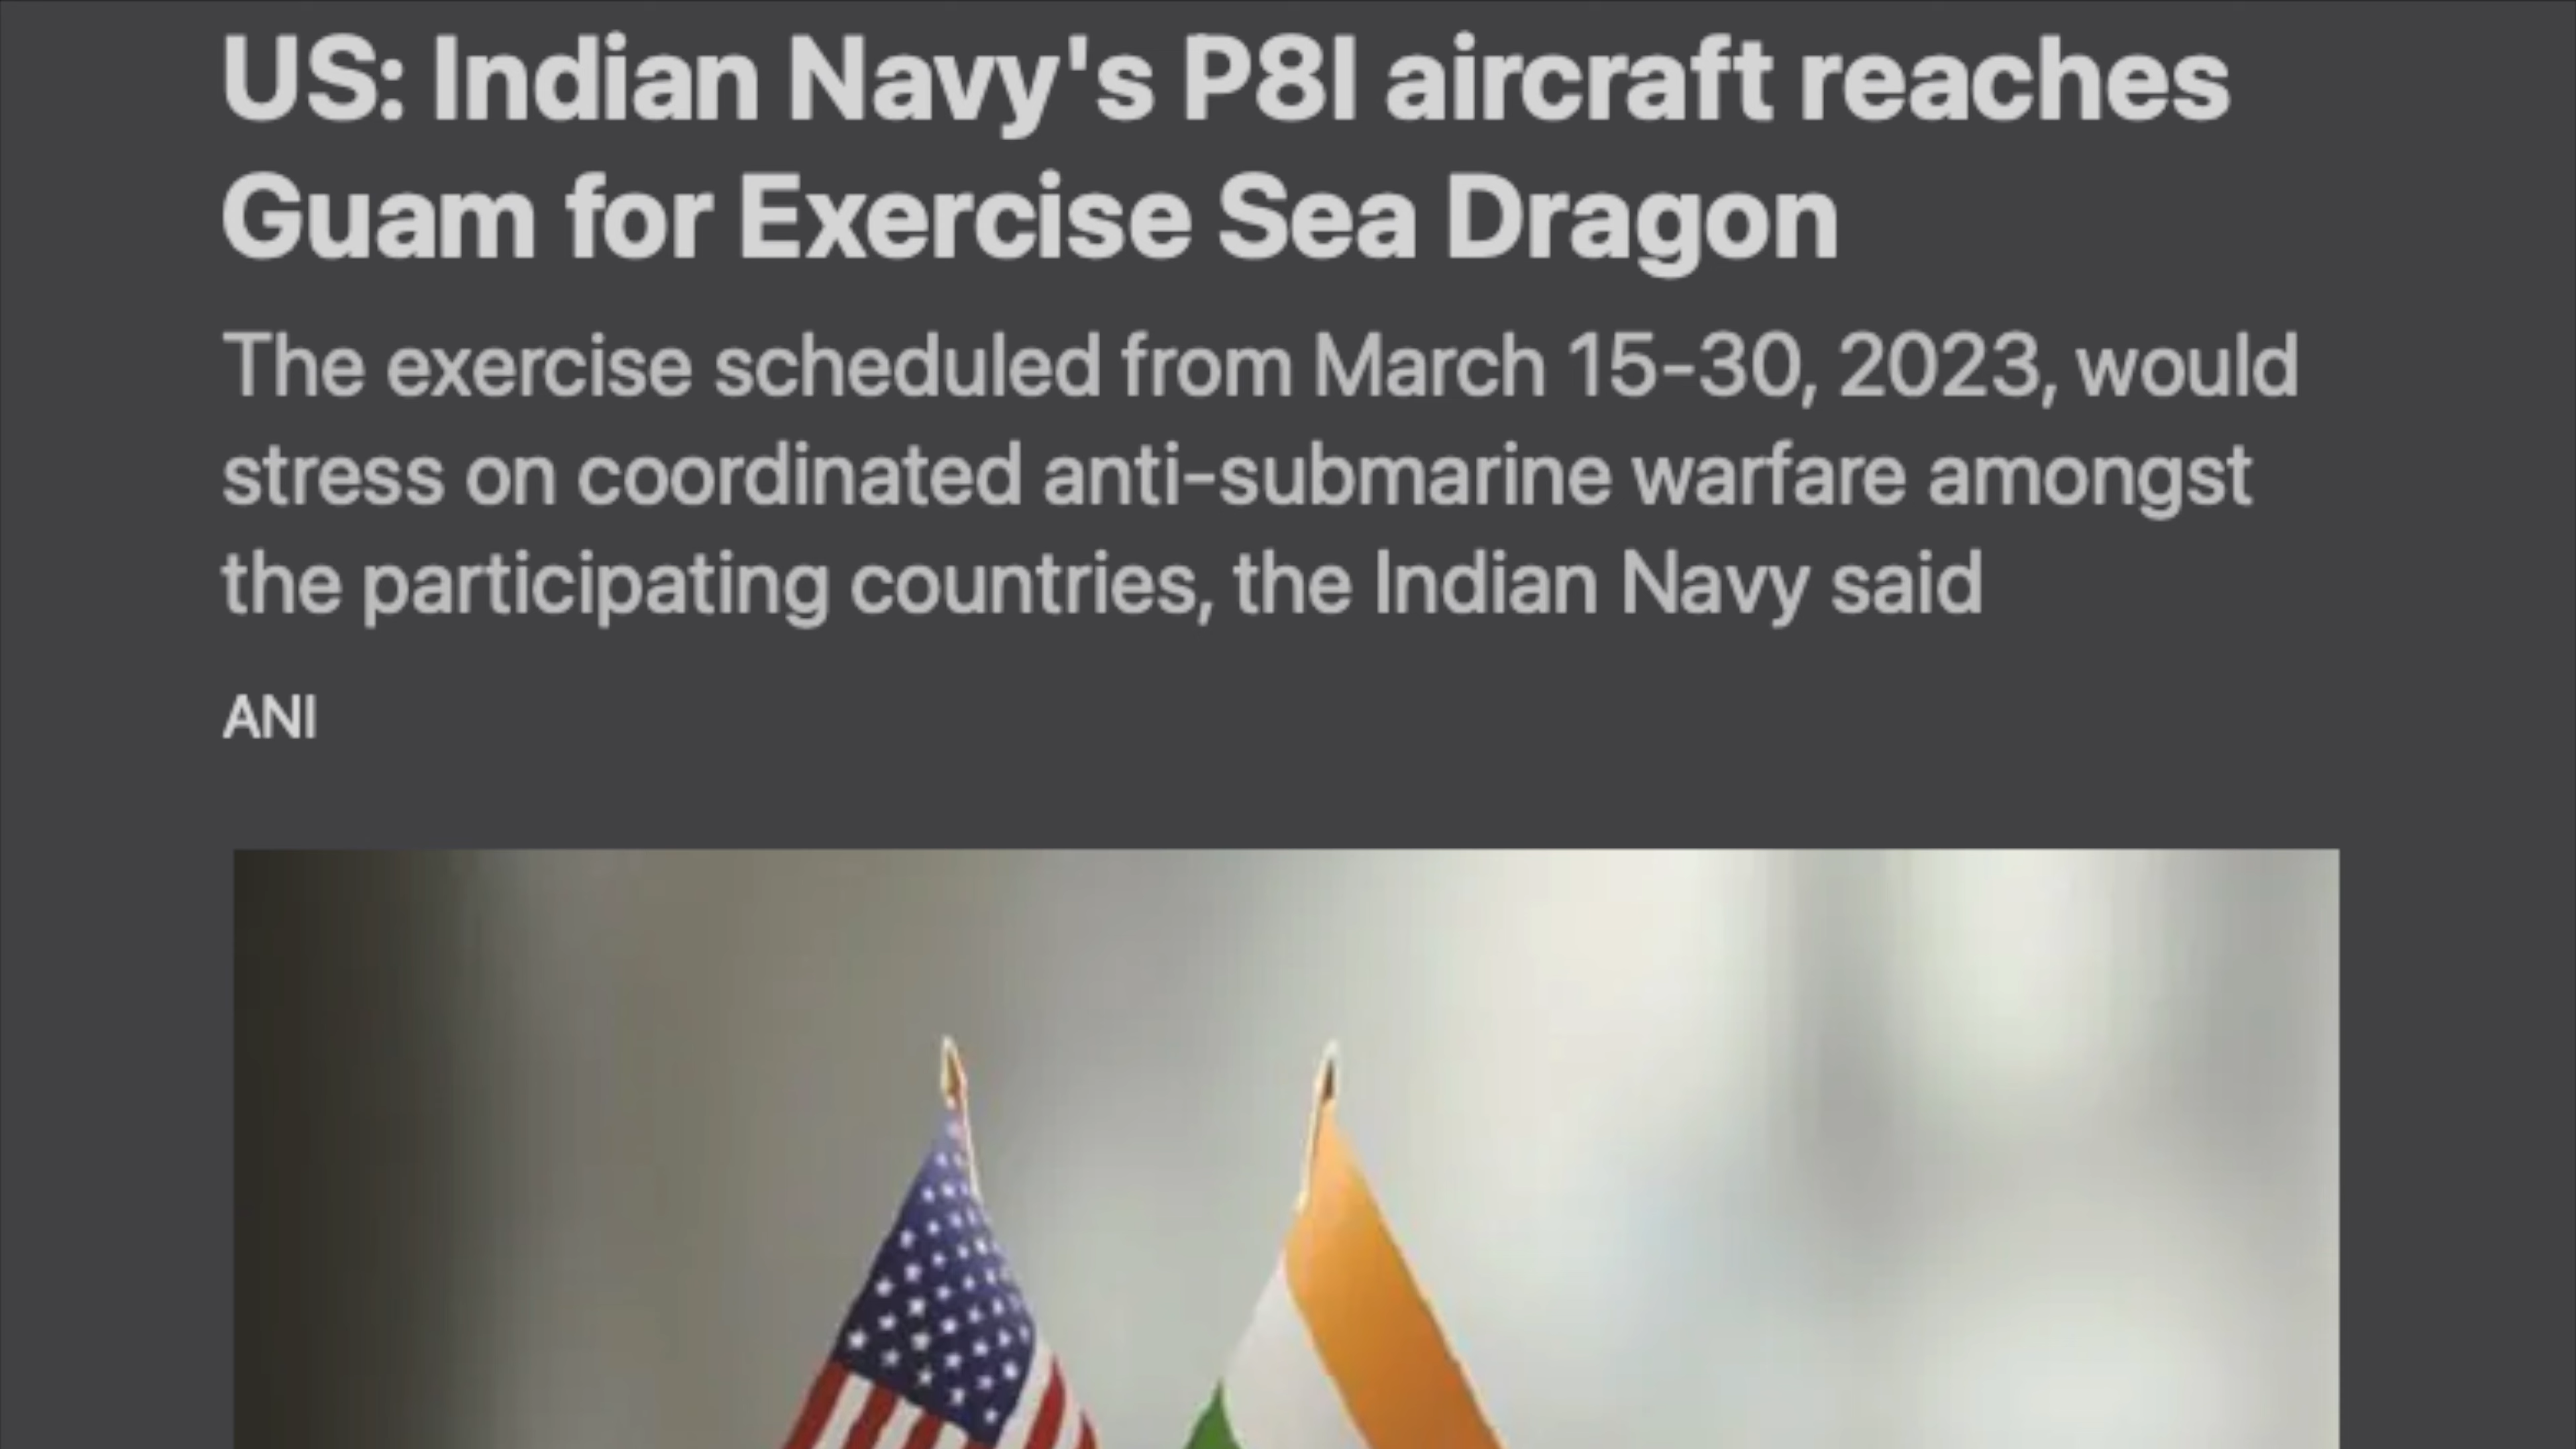 US: Indian Navy's P8I aircraft reaches
Guam for Exercise Sea Dragon
The exercise scheduled from March 15-30, 2023, would
stress on coordinated anti-submarine warfare amongst
the participating countries, the Indian Navy said
ANI